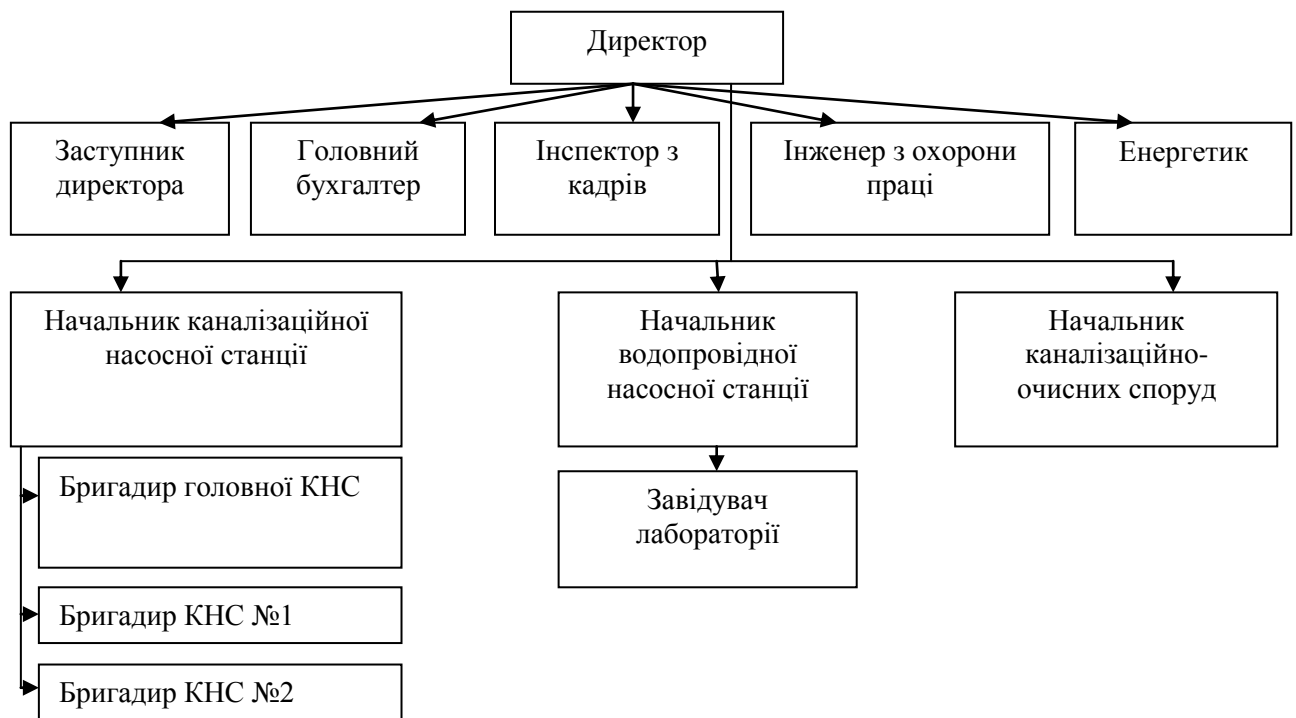 Директор
Заступник
директора
Головний
бухгалтер
Інспектор з
кадрів
Інженер з охорони
праці
Енергетик
Начальник каналізаційної
насосної станції
Начальник
водопровідної
насосної станції
Начальник
каналізаційно-
очисних споруд
Бригадир головної КНС
Завідувач
лабораторії
Бригадир КНС №1
Бригадир КНС №2